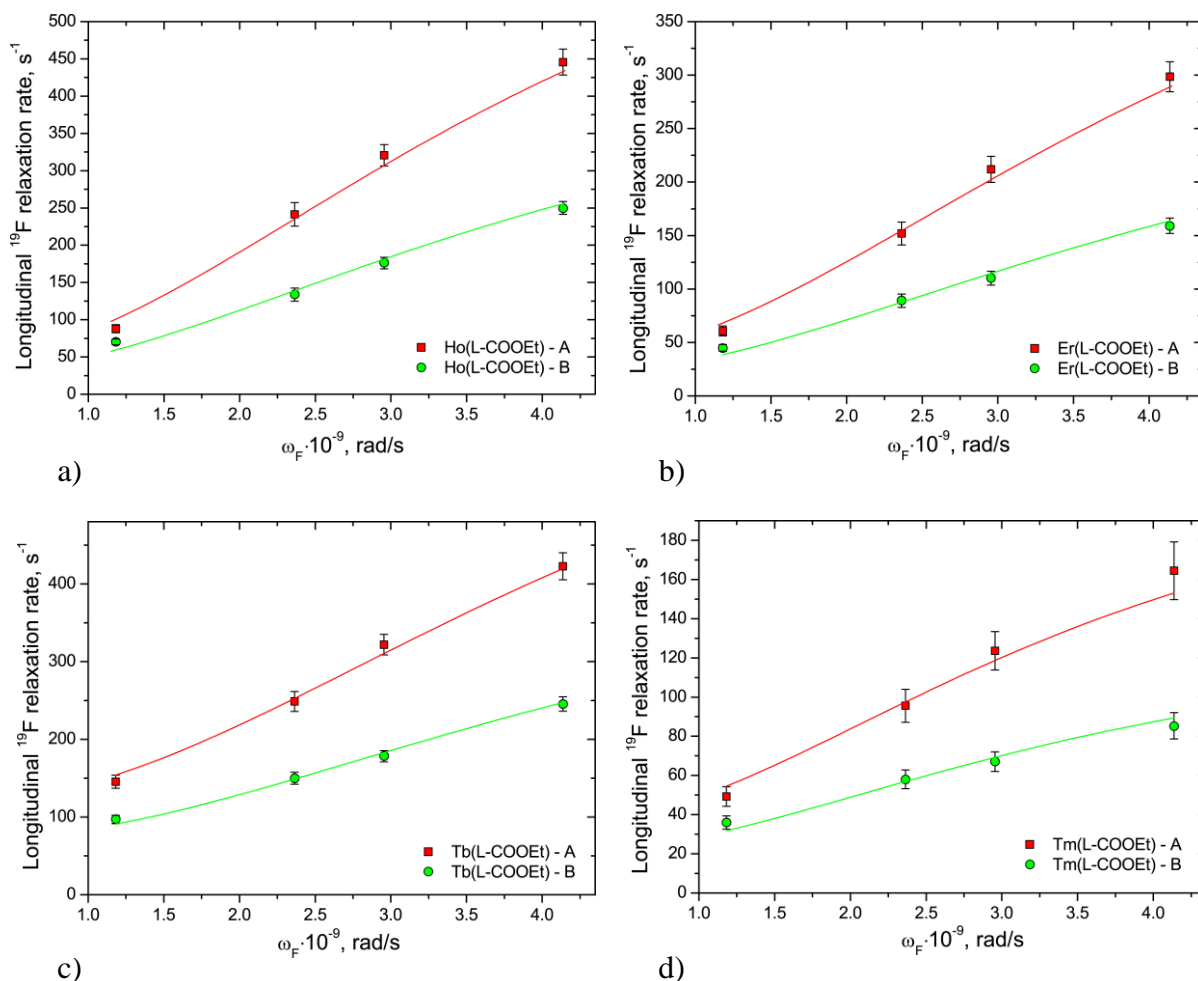 Longitudinal ¹⁹F relaxation rate, s⁻¹
500
450
400
350
300
250
200
150
100
50
0
Ho(L-COOEt) - A
Ho(L-COOEt) - B
1.0 1.5 2.0 2.5 3.0 3.5 4.0
ω_F·10⁻⁹, rad/s
a)
Longitudinal ¹⁹F relaxation rate, s⁻¹
350
300
250
200
150
100
50
0
Er(L-COOEt) - A
Er(L-COOEt) - B
1.0 1.5 2.0 2.5 3.0 3.5 4.0
ω_F·10⁻⁹, rad/s
b)
Longitudinal ¹⁹F relaxation rate, s⁻¹
400
300
200
100
0
Tb(L-COOEt) - A
Tb(L-COOEt) - B
1.0 1.5 2.0 2.5 3.0 3.5 4.0
ω_F·10⁻⁹, rad/s
c)
Longitudinal ¹⁹F relaxation rate, s⁻¹
180
160
140
120
100
80
60
40
20
0
Tm(L-COOEt) - A
Tm(L-COOEt) - B
1.0 1.5 2.0 2.5 3.0 3.5 4.0
ω_F·10⁻⁹, rad/s
d)